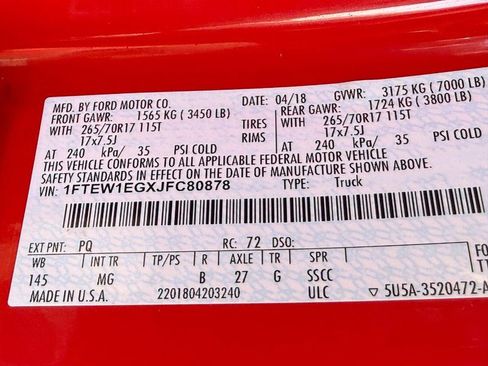 MFD. BY FORD MOTOR CO. DATE: 04/18 GVWR: 3175 KG ( 7000 LB)
FRONT GAWR: 1565 KG ( 3450 LB) REAR GAWR: 1724 KG ( 3800 LB)
WITH 265/70R17 115T TIRES WITH 265/70R17 115T
17x7.5J RIMS 17x7.5J
AT 240 kPa/ 35 PSI COLD AT 240 kPa/ 35 PSI COLD
THIS VEHICLE CONFORMS TO ALL APPLICABLE FEDERAL MOTOR VEHICLE
SAFETY STANDARDS IN EFFECT ON THE DATE OF MANUFACTURE SHOWN ABOVE.
VIN: 1FTEW1EGXJFC80878 TYPE: Truck
EXT PNT: PQ RC: 72 DSO:
WB INT TR TP/PS R AXLE TR SPR
145 MG B 27 G SSCC
MADE IN U.S.A. 2201804203240 ULC ▽ 5U5A-3520472-A